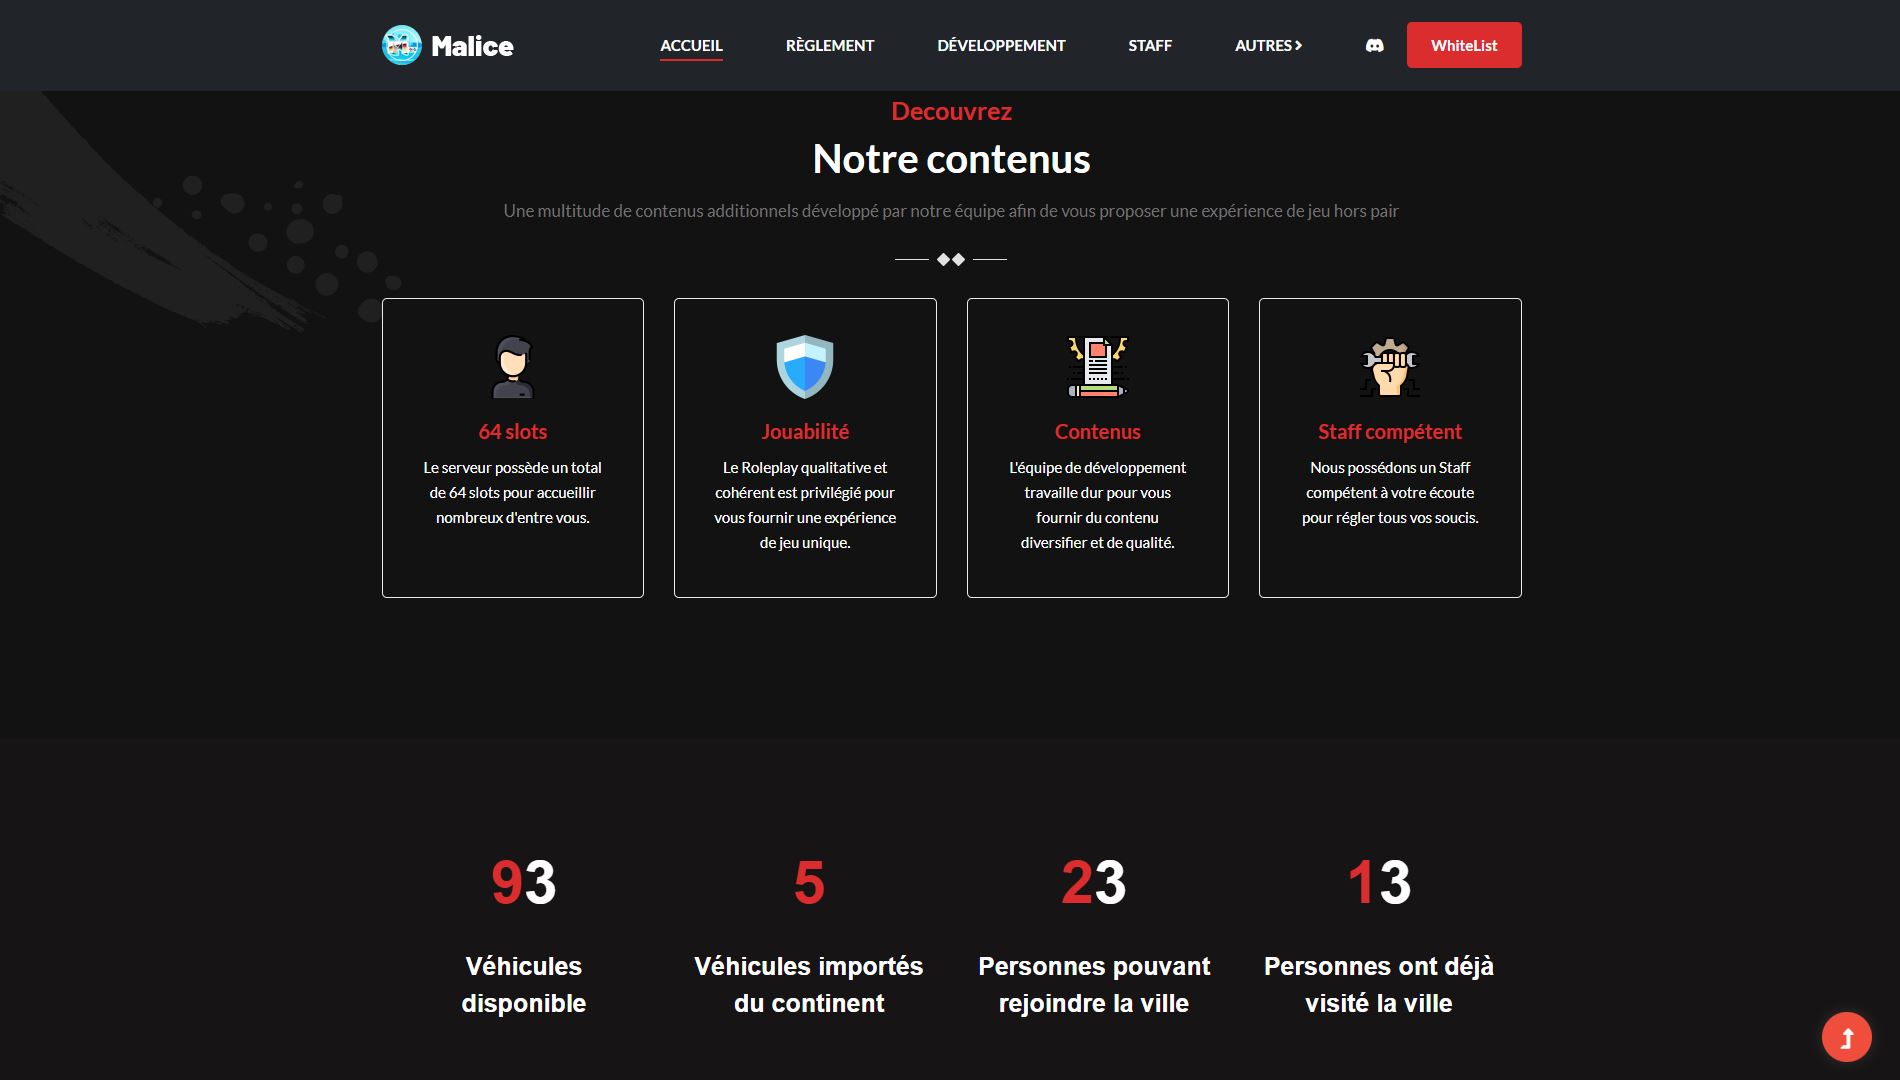 Malice
ACCUEIL
RÈGLEMENT
DÉVELOPPEMENT
STAFF
AUTRES
WhiteList
Decouvrez
Notre contenus
Une multitude de contenus additionnels développé par notre équipe afin de vous proposer une expérience de jeu hors pair
64 slots
Le serveur possède un total
de 64 slots pour accueillir
nombreux d'entre vous.
Jouabilité
Le Roleplay qualitative et
cohérent est privilégié pour
vous fournir une expérience
de jeu unique.
Contenus
L'équipe de développement
travaille dur pour vous
fournir du contenu
diversifier et de qualité.
Staff compétent
Nous possédons un Staff
compétent à votre écoute
pour régler tous vos soucis.
93
Véhicules
disponible
5
Véhicules importés
du continent
23
Personnes pouvant
rejoindre la ville
13
Personnes ont déjà
visité la ville